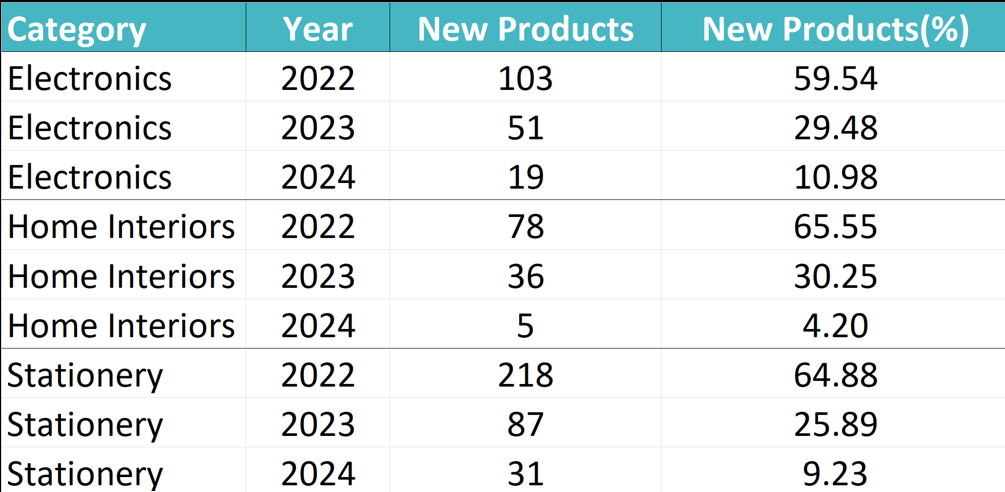 Category Year New Products New Products(%)
Electronics 2022 103 59.54
Electronics 2023 51 29.48
Electronics 2024 19 10.98
Home Interiors 2022 78 65.55
Home Interiors 2023 36 30.25
Home Interiors 2024 5 4.20
Stationery 2022 218 64.88
Stationery 2023 87 25.89
Stationery 2024 31 9.23